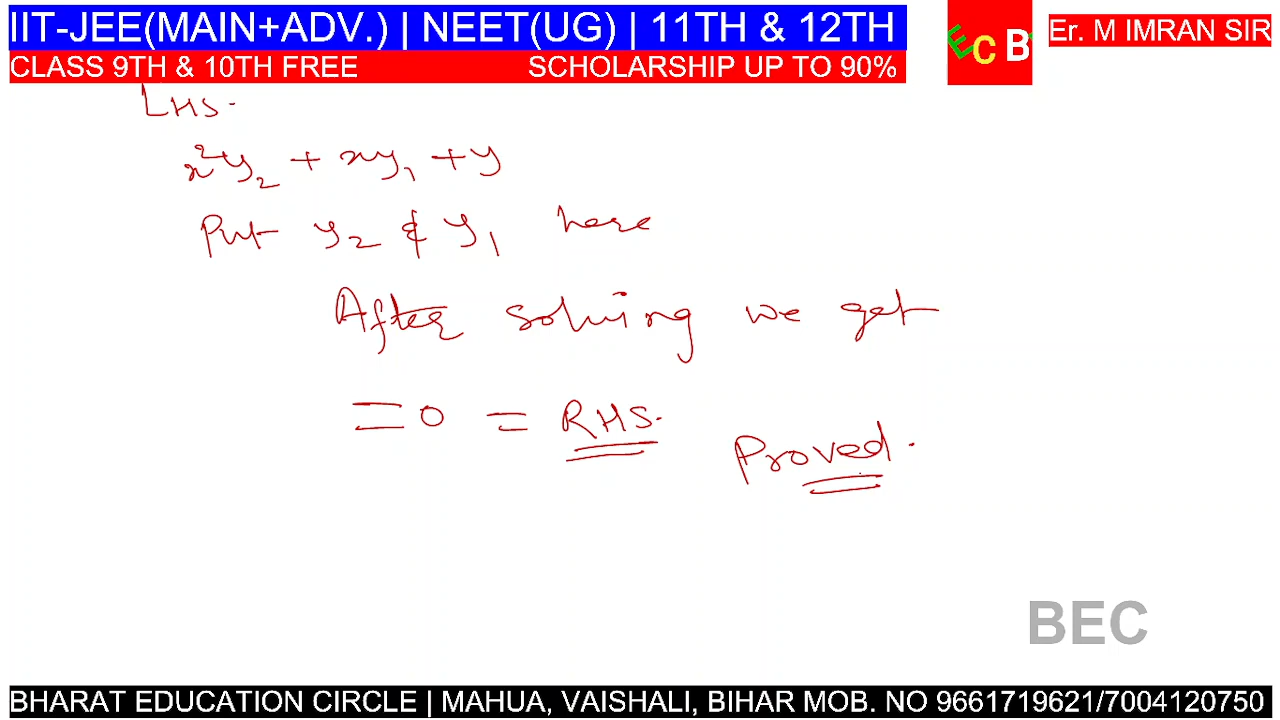 IIT-JEE(MAIN+ADV.) | NEET(UG) | 11TH & 12TH
CLASS 9TH & 10TH FREE SCHOLARSHIP UP TO 90%
ECB
Er. M IMRAN SIR
LHS.
x²y₂ + xy₁ + y
Put y₂ & y₁ here
After solving we get
= 0 = RHS.
Proved.
BEC
BHARAT EDUCATION CIRCLE | MAHUA, VAISHALI, BIHAR MOB. NO 9661719621/7004120750